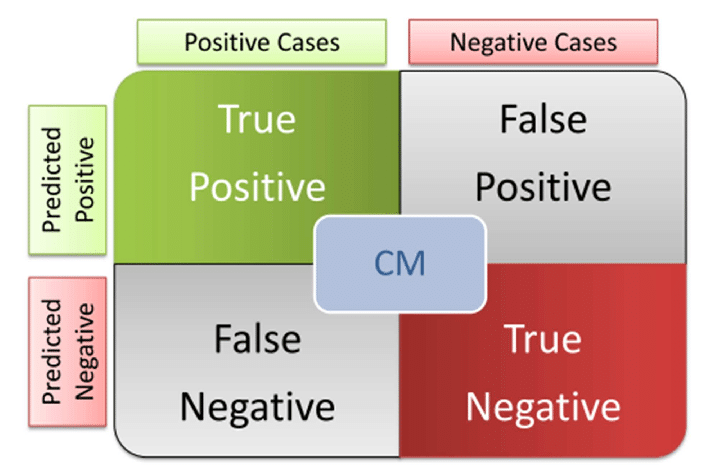 Positive Cases
Negative Cases
Predicted
Positive
True
Positive
False
Positive
CM
Predicted
Negative
False
Negative
True
Negative